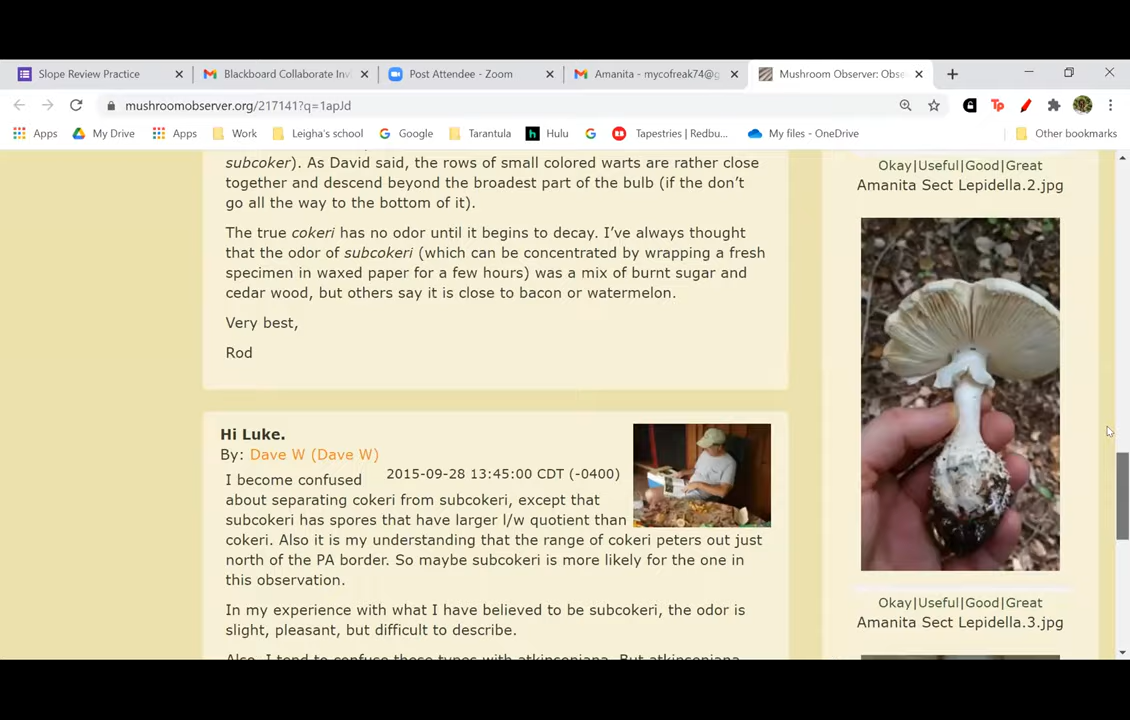 Slope Review Practice
Blackboard Collaborate Inv
Post Attendee - Zoom
Amanita - mycofreak74@g
Mushroom Observer: Obse
mushroomobserver.org/217141?q=1apJd
Apps
My Drive
Apps
Work
Leigha's school
Google
Tarantula
Hulu
Tapestries | Redbu...
My files - OneDrive
Other bookmarks
subcoker). As David said, the rows of small colored warts are rather close
together and descend beyond the broadest part of the bulb (if the don't
go all the way to the bottom of it).
The true cokeri has no odor until it begins to decay. I've always thought
that the odor of subcokeri (which can be concentrated by wrapping a fresh
specimen in waxed paper for a few hours) was a mix of burnt sugar and
cedar wood, but others say it is close to bacon or watermelon.
Very best,
Rod
Hi Luke.
By: Dave W (Dave W)
2015-09-28 13:45:00 CDT (-0400)
I become confused
about separating cokeri from subcokeri, except that
subcokeri has spores that have larger l/w quotient than
cokeri. Also it is my understanding that the range of cokeri peters out just
north of the PA border. So maybe subcokeri is more likely for the one in
this observation.
In my experience with what I have believed to be subcokeri, the odor is
slight, pleasant, but difficult to describe.
Also, I tend to confuse these types with atkinsoniana. But atkinsoniana
Okay|Useful|Good|Great
Amanita Sect Lepidella.2.jpg
Okay|Useful|Good|Great
Amanita Sect Lepidella.3.jpg